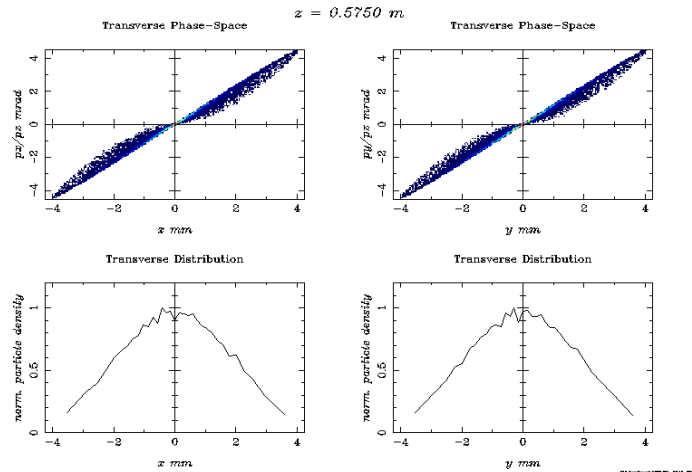 z = 0.5750 m
Transverse Phase-Space
px/pz mrad
4
2
0
-2
-4
-4 -2 0 2 4
x mm
Transverse Phase-Space
py/pz mrad
4
2
0
-2
-4
-4 -2 0 2 4
y mm
Transverse Distribution
norm. particle density
1
0.5
0
-4 -2 0 2 4
x mm
Transverse Distribution
norm. particle density
1
0.5
0
-4 -2 0 2 4
y mm